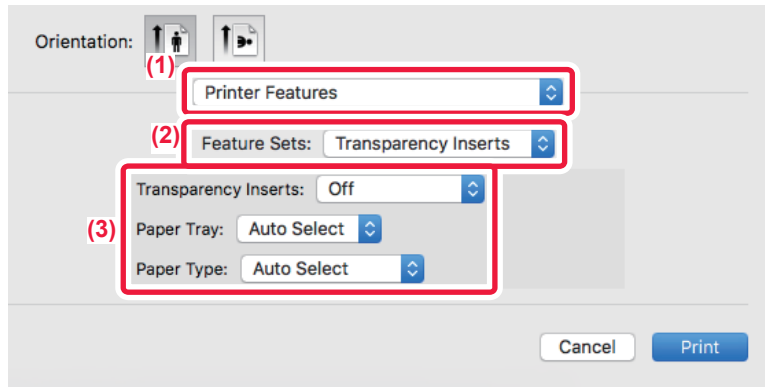 Orientation:
(1)
Printer Features
(2)
Feature Sets: Transparency Inserts
Transparency Inserts: Off
(3)
Paper Tray: Auto Select
Paper Type: Auto Select
Cancel Print